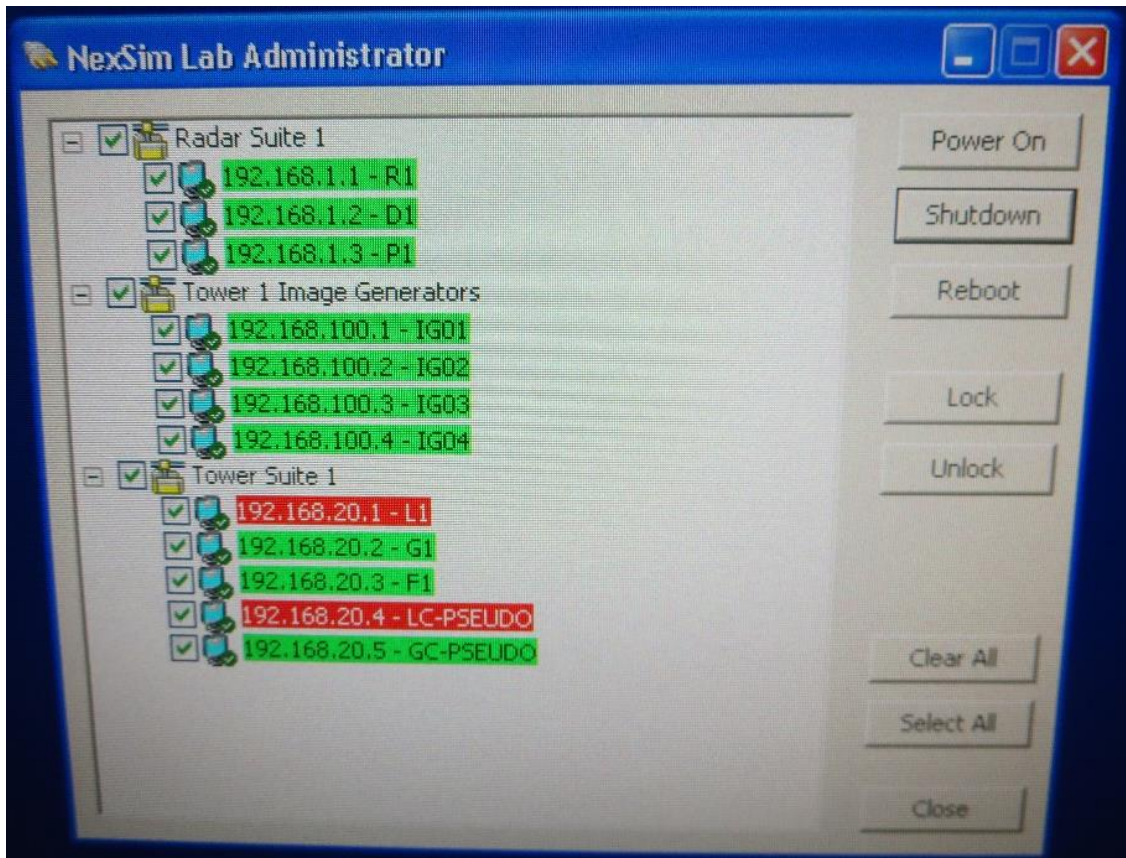 NexSim Lab Administrator
Radar Suite 1
192.168.1.1 - R1
192.168.1.2 - D1
192.168.1.3 - P1
Tower 1 Image Generators
192.168.100.1 - IG01
192.168.100.2 - IG02
192.168.100.3 - IG03
192.168.100.4 - IG04
Tower Suite 1
192.168.20.1 - L1
192.168.20.2 - G1
192.168.20.3 - F1
192.168.20.4 - LC-PSEUDO
192.168.20.5 - GC-PSEUDO
Power On
Shutdown
Reboot
Lock
Unlock
Clear All
Select All
Close